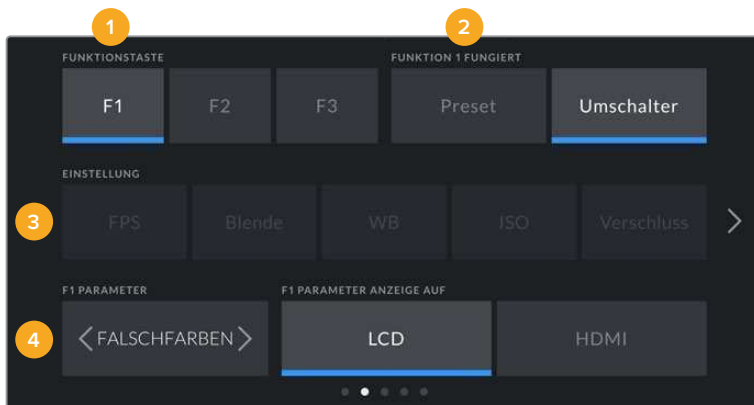 1 2
FUNKTIONSTASTE FUNKTION 1 FUNGIERT
F1 F2 F3 Preset Umschalter
EINSTELLUNG
3 FPS Blende WB ISO Verschluss
F1 PARAMETER F1 PARAMETER ANZEIGE AUF
4 FALSCHFARBEN LCD HDMI